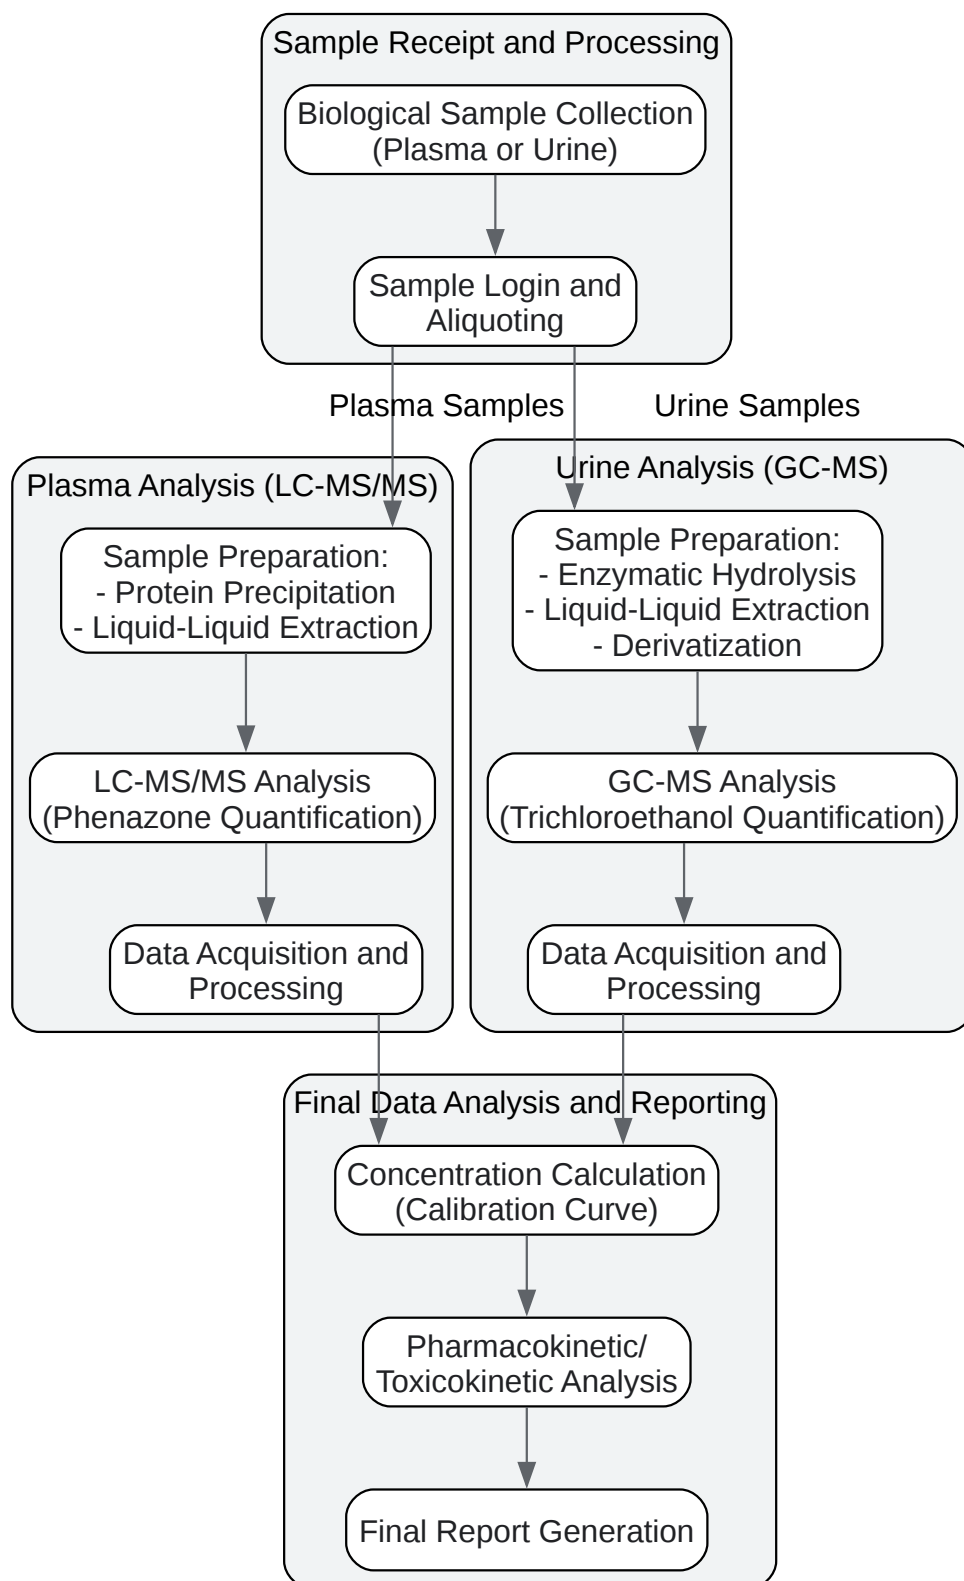 Sample Receipt and Processing
Biological Sample Collection
(Plasma or Urine)
Sample Login and
Aliquoting
Plasma Samples
Urine Samples
Plasma Analysis (LC-MS/MS)
Sample Preparation:
- Protein Precipitation
- Liquid-Liquid Extraction
LC-MS/MS Analysis
(Phenazone Quantification)
Data Acquisition and
Processing
Urine Analysis (GC-MS)
Sample Preparation:
- Enzymatic Hydrolysis
- Liquid-Liquid Extraction
- Derivatization
GC-MS Analysis
(Trichloroethanol Quantification)
Data Acquisition and
Processing
Final Data Analysis and Reporting
Concentration Calculation
(Calibration Curve)
Pharmacokinetic/
Toxicokinetic Analysis
Final Report Generation